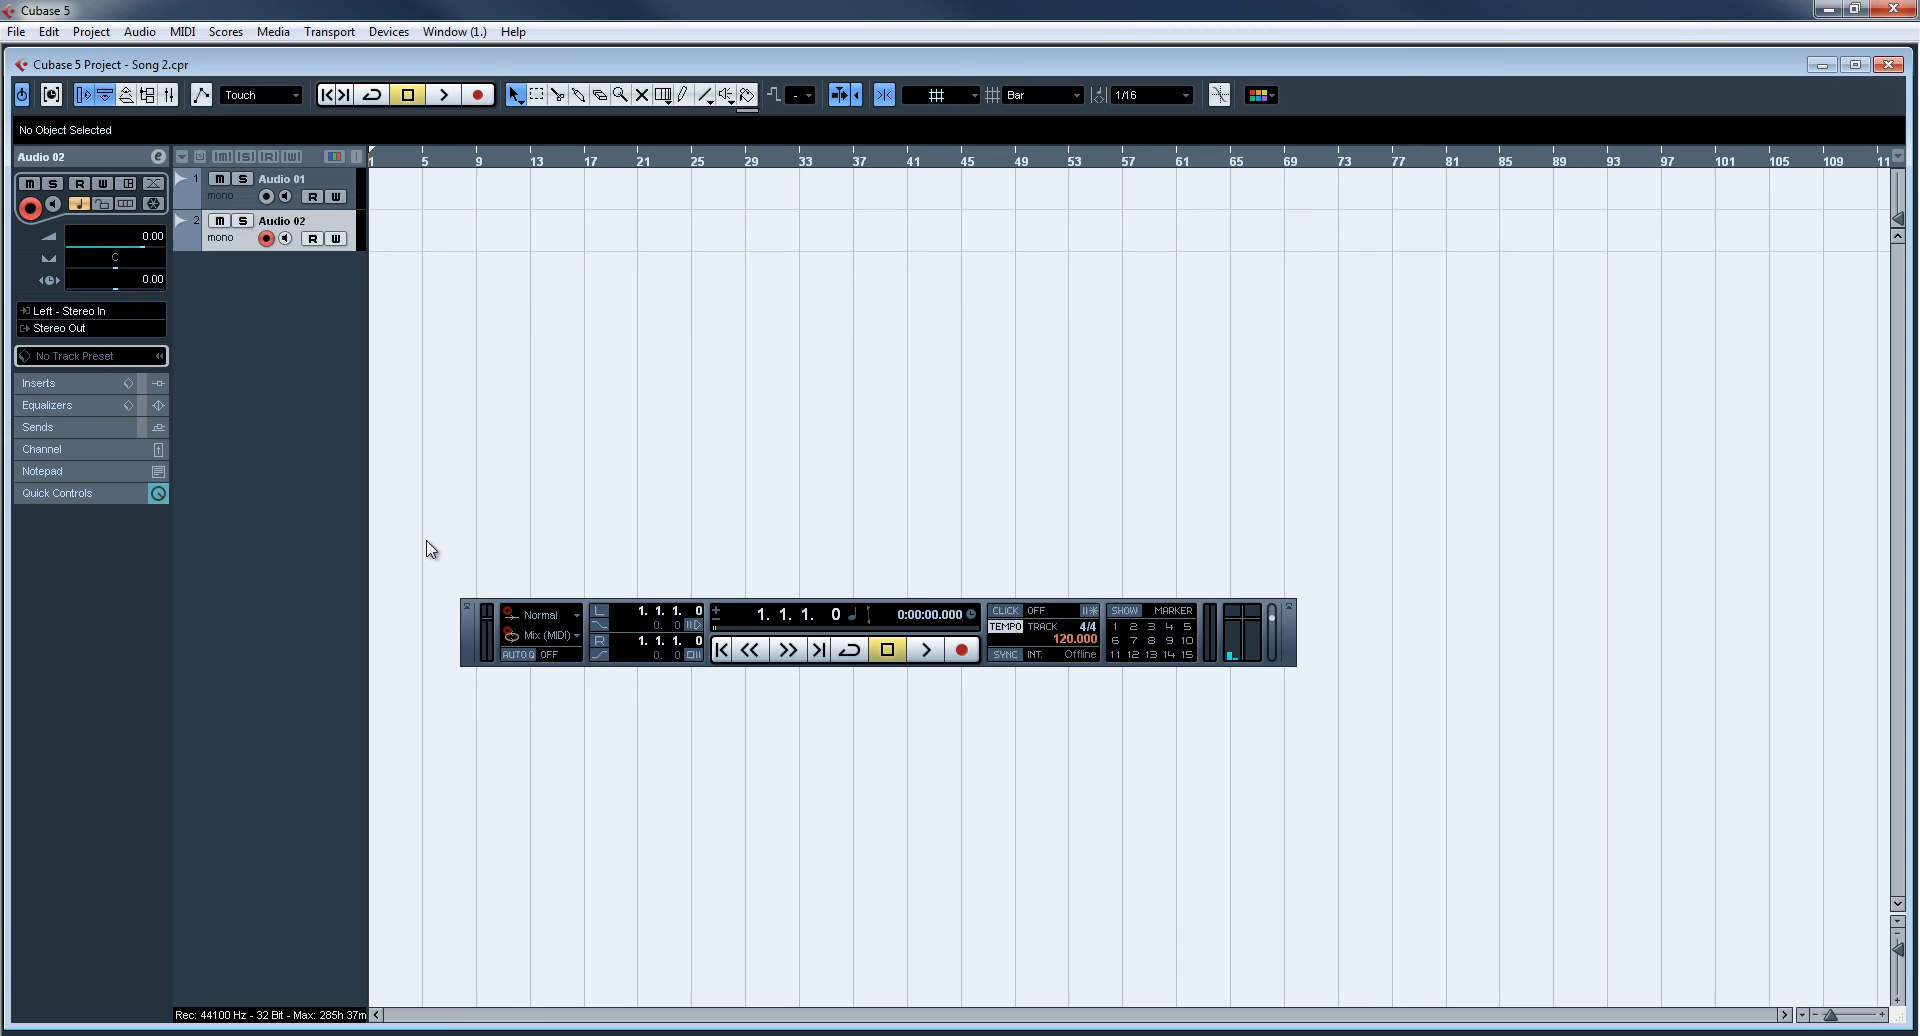 Cubase 5
File Edit Project Audio MIDI Scores Media Transport Devices Window (1.) Help
Cubase 5 Project - Song 2.cpr
Touch - Bar 1/16
No Object Selected
Audio 02 e [m] [S] [R] [W]
1 5 9 13 17 21 25 29 33 37 41 45 49 53 57 61 65 69 73 77 81 85 89 93 97 101 105 109 11
m S R W
1 m S Audio 01
mono R W
2 m S Audio 02
mono R W
0.00
C
0.00
Left - Stereo In
Stereo Out
No Track Preset
Inserts
Equalizers
Sends
Channel
Notepad
Quick Controls
Normal
Mix (MIDI)
AUTO Q OFF
L 1. 1. 1. 0
0. 0
R 1. 1. 1. 0
0. 0
1. 1. 1. 0 0:00:00.000
CLICK OFF
TEMPO TRACK 4/4
120.000
SYNC INT. Offline
SHOW MARKER
1 2 3 4 5
6 7 8 9 10
11 12 13 14 15
Rec: 44100 Hz - 32 Bit - Max: 285h 37m